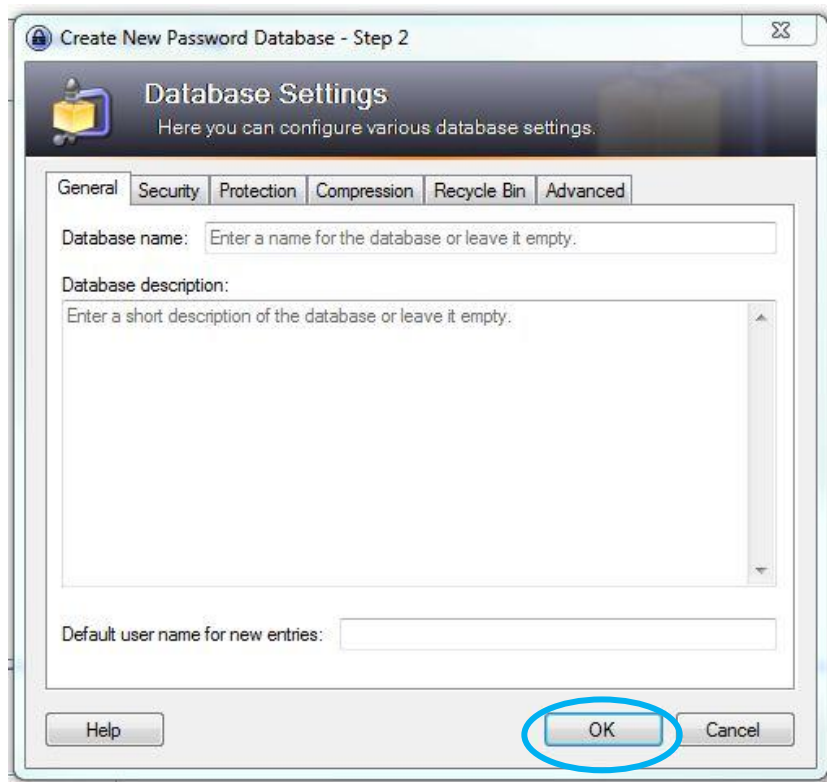 Create New Password Database - Step 2
Database Settings
Here you can configure various database settings.
General Security Protection Compression Recycle Bin Advanced
Database name: Enter a name for the database or leave it empty.
Database description:
Enter a short description of the database or leave it empty.
Default user name for new entries:
Help OK Cancel